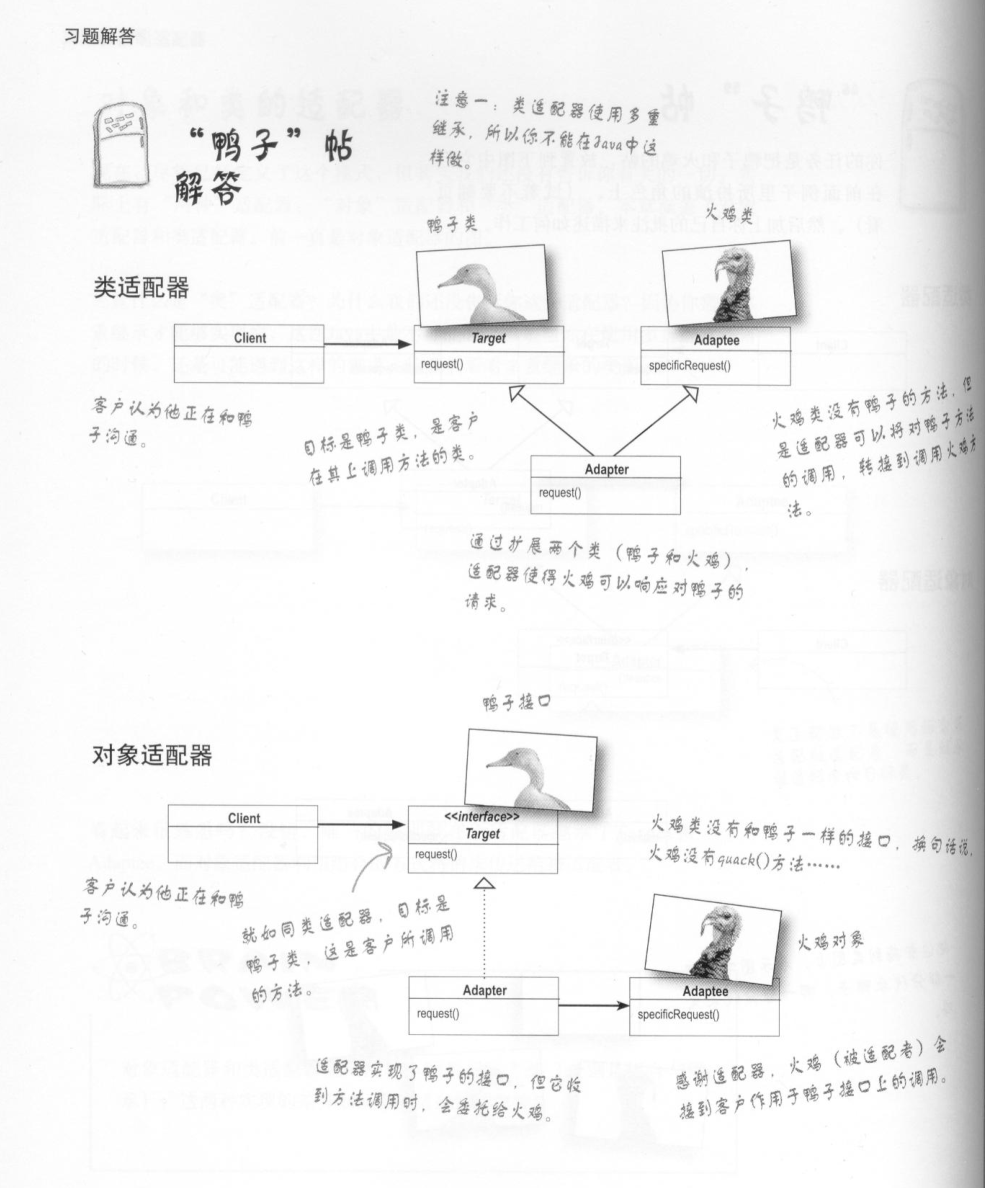 习题解答
“鸭子”帖
解答
注意一：类适配器使用多重
继承，所以你不能在Java中这
样做。
鸭子类
火鸡类
类适配器
Client
Target
request()
Adaptee
specificRequest()
客户认为他正在和鸭
子沟通。
目标是鸭子类，是客户
在其上调用方法的类。
Adapter
request()
火鸡类没有鸭子的方法，但
是适配器可以将对鸭子方法
的调用，转接到调用火鸡方
法。
通过扩展两个类（鸭子和火鸡），
适配器使得火鸡可以响应对鸭子的
请求。
鸭子接口
对象适配器
Client
<<interface>>
Target
request()
火鸡类没有和鸭子一样的接口，换句话说，
火鸡没有quack()方法……
客户认为他正在和鸭
子沟通。
就如同类适配器，目标是
鸭子类，这是客户所调用
的方法。
火鸡对象
Adapter
request()
Adaptee
specificRequest()
适配器实现了鸭子的接口，但它收
到方法调用时，会委托给火鸡。
感谢适配器，火鸡（被适配者）会
接到客户作用于鸭子接口上的调用。